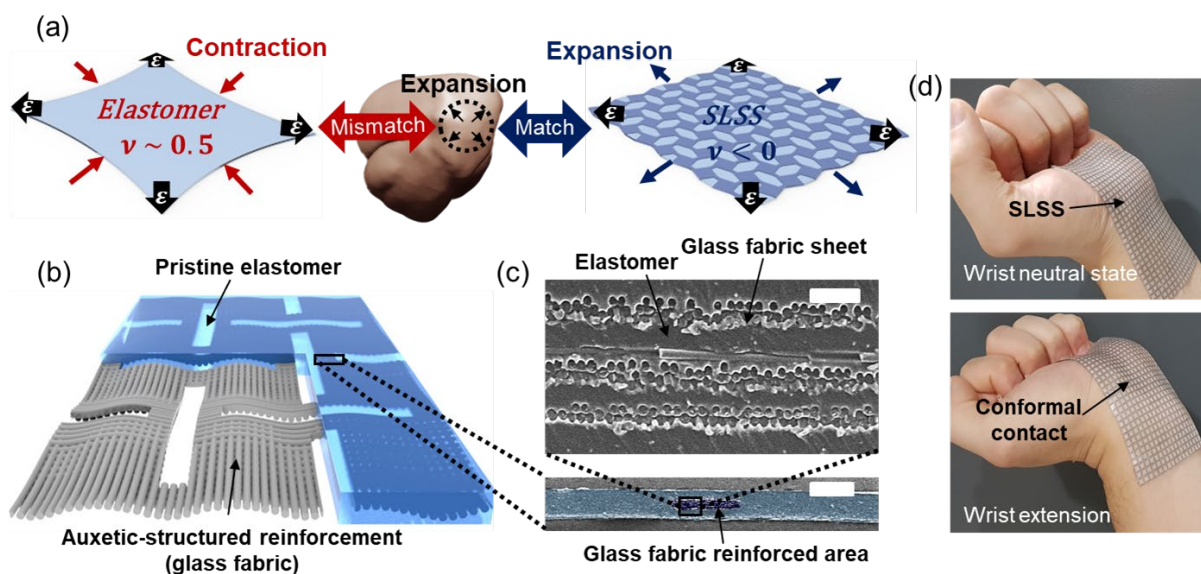 (a)
Contraction
Elastomer
ν ~ 0.5
ε
ε
ε
ε
Mismatch
Expansion
Match
Expansion
SLSS
ν < 0
ε
ε
ε
ε
(b)
Pristine elastomer
Auxetic-structured reinforcement
(glass fabric)
(c)
Elastomer
Glass fabric sheet
Glass fabric reinforced area
(d)
SLSS
Wrist neutral state
Conformal
contact
Wrist extension